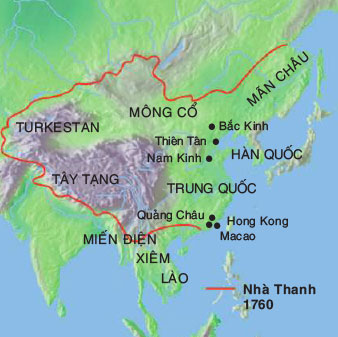 MÃN CHÂU
MÔNG CỔ
TURKESTAN
Bắc Kinh
Thiên Tân
Nam Kinh
HÀN QUỐC
TÂY TẠNG
TRUNG QUỐC
Quảng Châu
Hong Kong
Macao
MIẾN ĐIỆN
XIÊM
LÀO
Nhà Thanh
1760